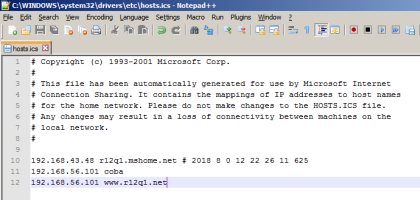 C:\WINDOWS\system32\drivers\etc\hosts.ics - Notepad++
File Edit Search View Encoding Language Settings Macro Run Plugins Window ?
hosts.ics
1 # Copyright (c) 1993-2001 Microsoft Corp.
2 #
3 # This file has been automatically generated for use by Microsoft Internet
4 # Connection Sharing. It contains the mappings of IP addresses to host names
5 # for the home network. Please do not make changes to the HOSTS.ICS file.
6 # Any changes may result in a loss of connectivity between machines on the
7 # local network.
8 #
9
10 192.168.43.48 r12q1.mshome.net # 2018 8 0 12 22 26 11 625
11 192.168.56.101 coba
12 192.168.56.101 www.r12q1.net